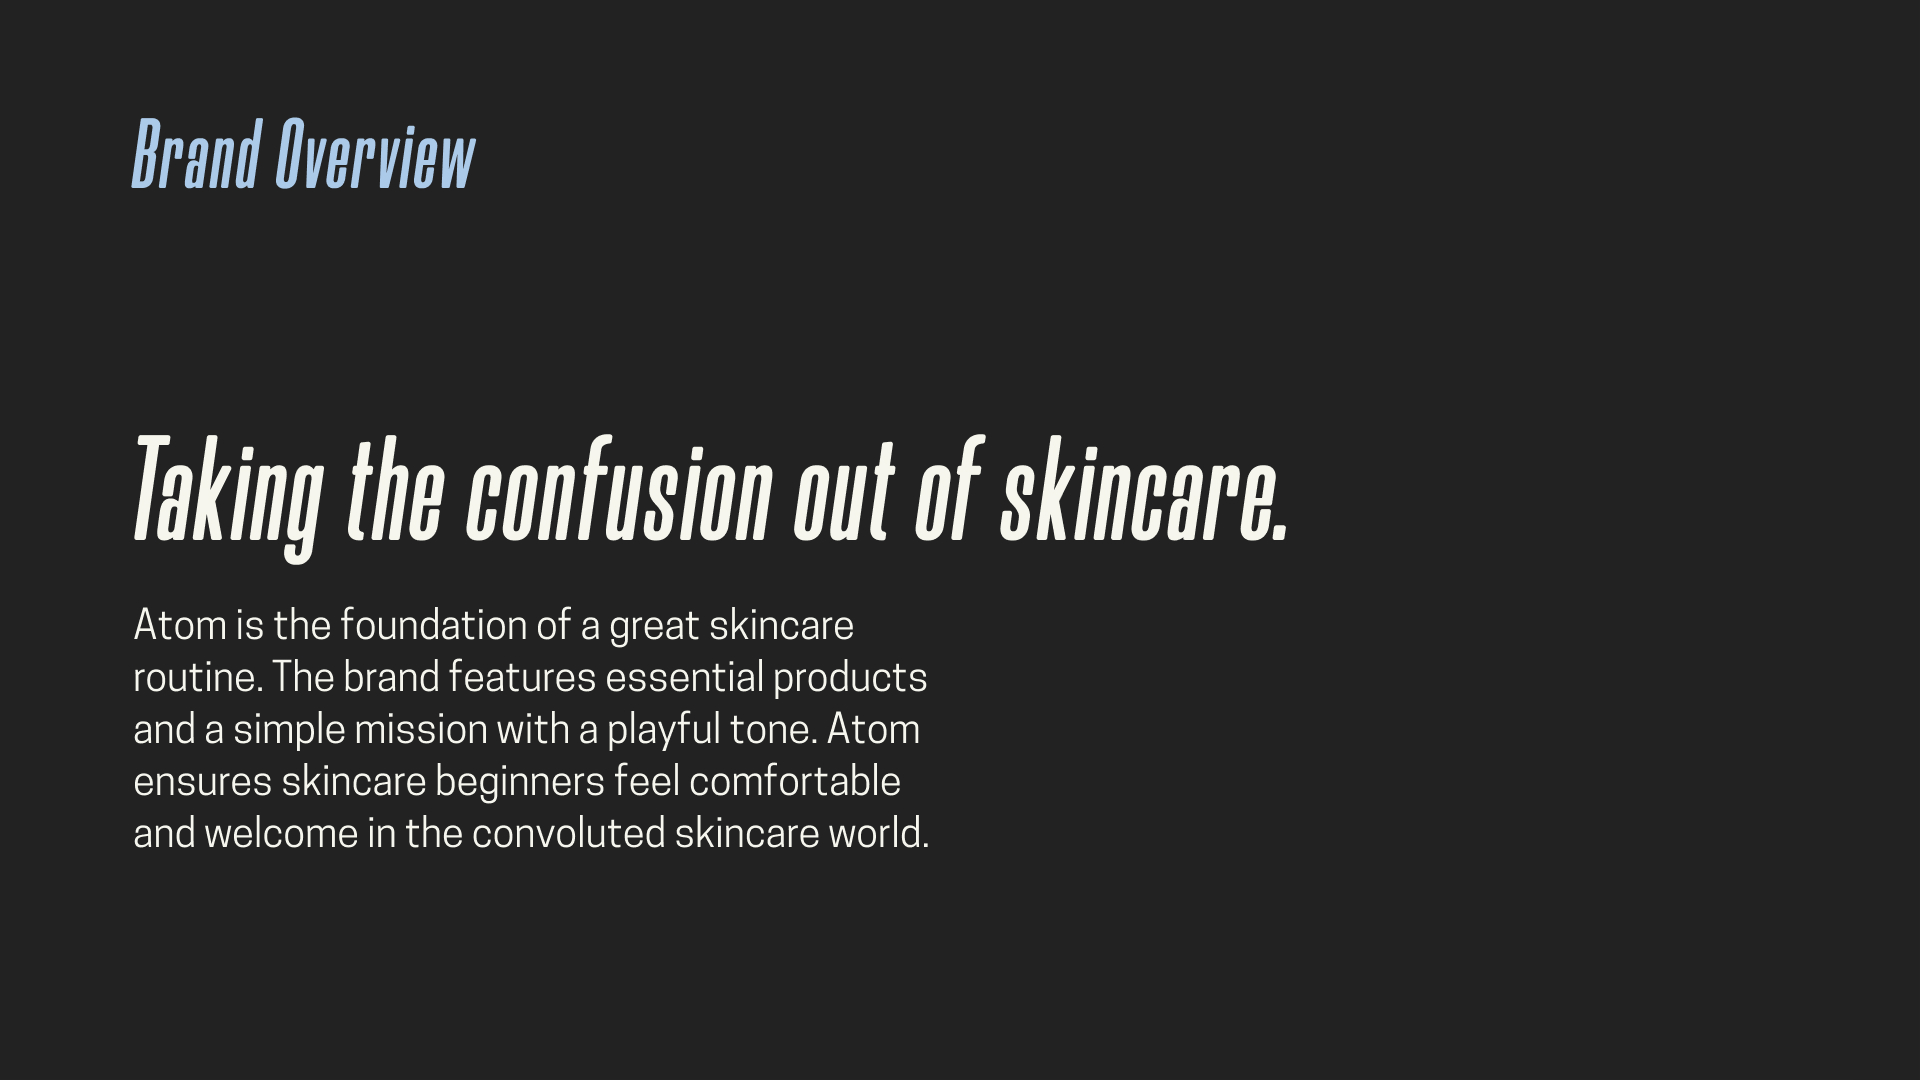 Brand Overview
Taking the confusion out of skincare.
Atom is the foundation of a great skincare
routine. The brand features essential products
and a simple mission with a playful tone. Atom
ensures skincare beginners feel comfortable
and welcome in the convoluted skincare world.